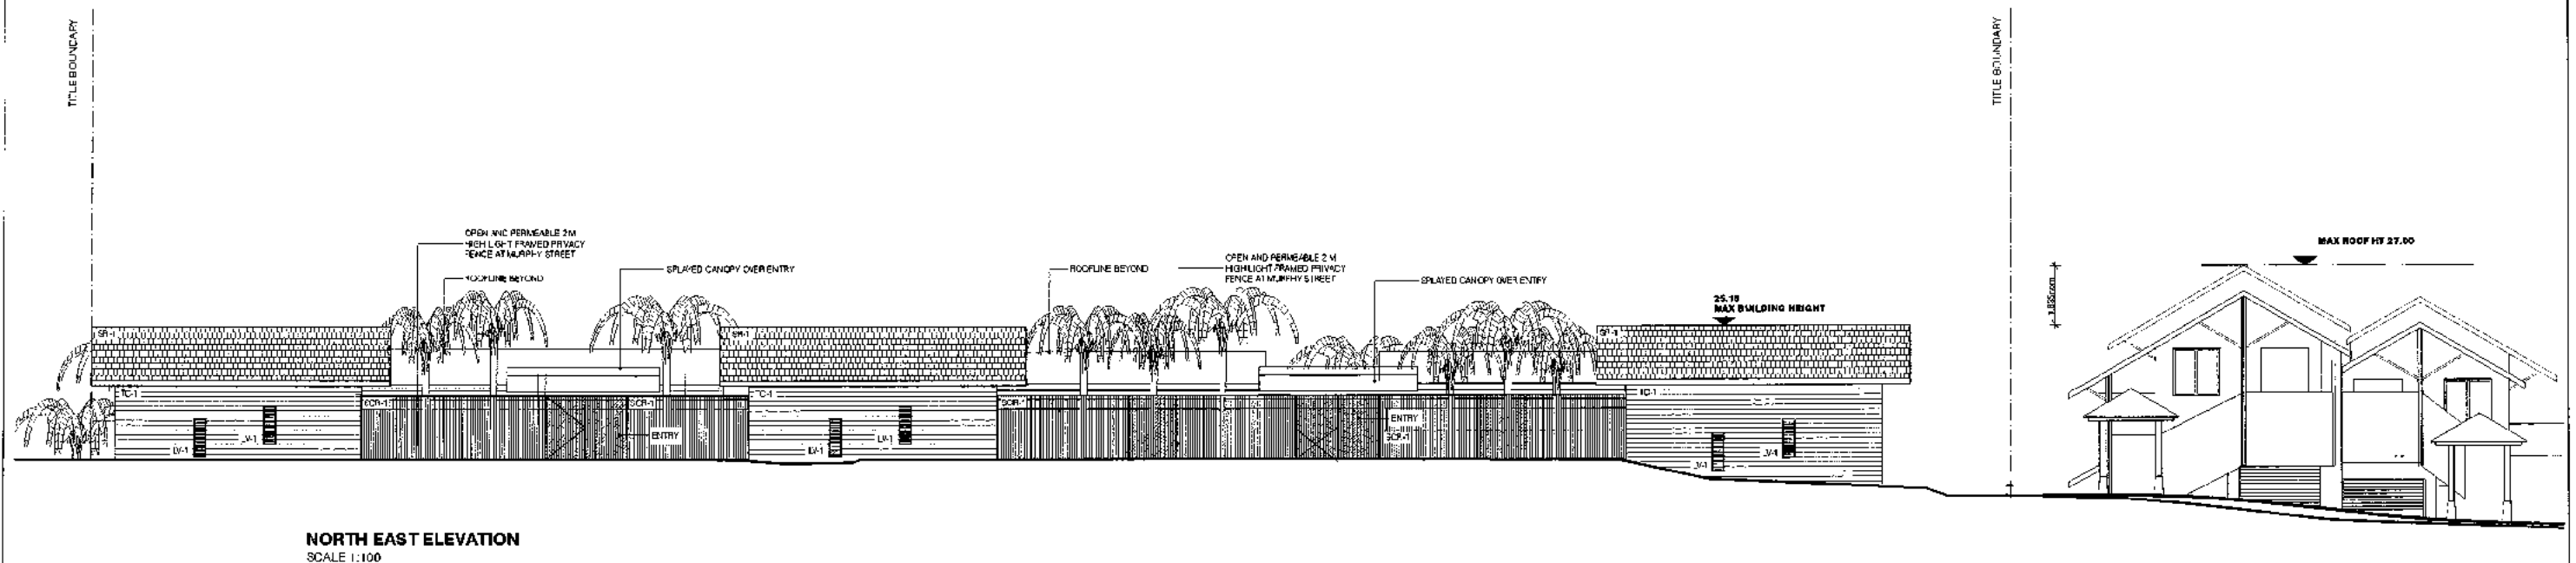 TITLE BOUNDARY
TITLE BOUNDARY
OPEN AND PERMEABLE 2M
HIGH LIGHT FRAMED PRIVACY
FENCE AT MURPHY STREET
ROOFLINE BEYOND
SPLAYED CANOPY OVER ENTRY
ROOFLINE BEYOND
OPEN AND PERMEABLE 2 M
HIGH LIGHT FRAMED PRIVACY
FENCE AT MURPHY STREET
SPLAYED CANOPY OVER ENTRY
MAX BUILDING HEIGHT
MAX ROOF HT 27.00
SR-1
SR-1
SR-1
TC-1
SCR-1
SCR-1
TC-1
SCR-1
ENTRY
SCR-1
TC-1
LV-1
LV-1
ENTRY
LV-1
LV-1
LV-1
LV-1
NORTH EAST ELEVATION
SCALE 1:100